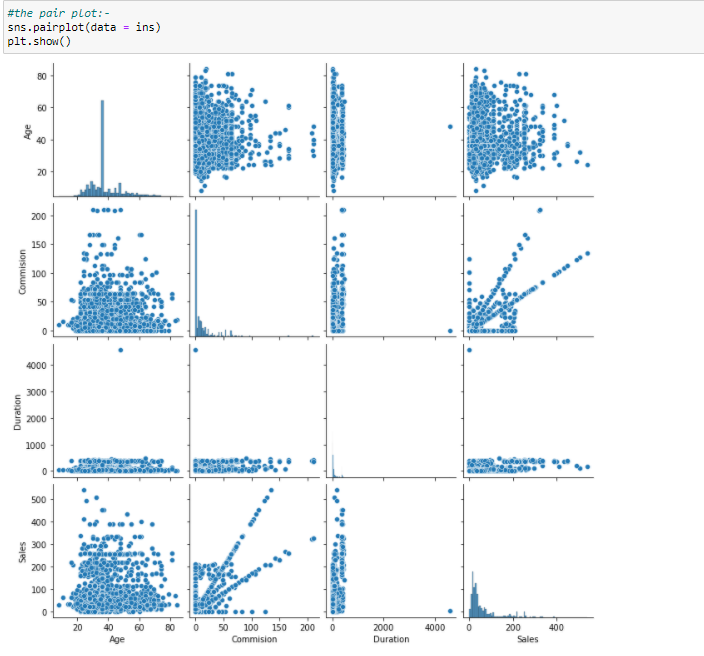 #the pair plot:-
sns.pairplot(data = ins)
plt.show()
80
60
40
20
Age
200
150
100
50
0
Commision
4000
3000
2000
1000
0
Duration
500
400
300
200
100
0
Sales
20 40 60 80
Age
0 50 100 150 200
Commision
0 2000 4000
Duration
0 200 400
Sales